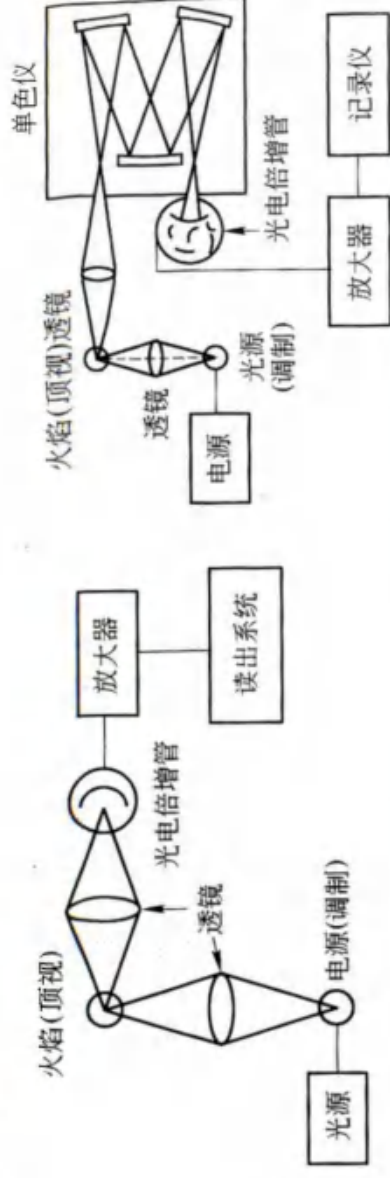 火焰(顶视)
光电倍增管
放大器
读出系统
透镜
电源(调制)
光源
单色仪
火焰(顶视)透镜
透镜
电源
光源
(调制)
光电倍增管
放大器
记录仪